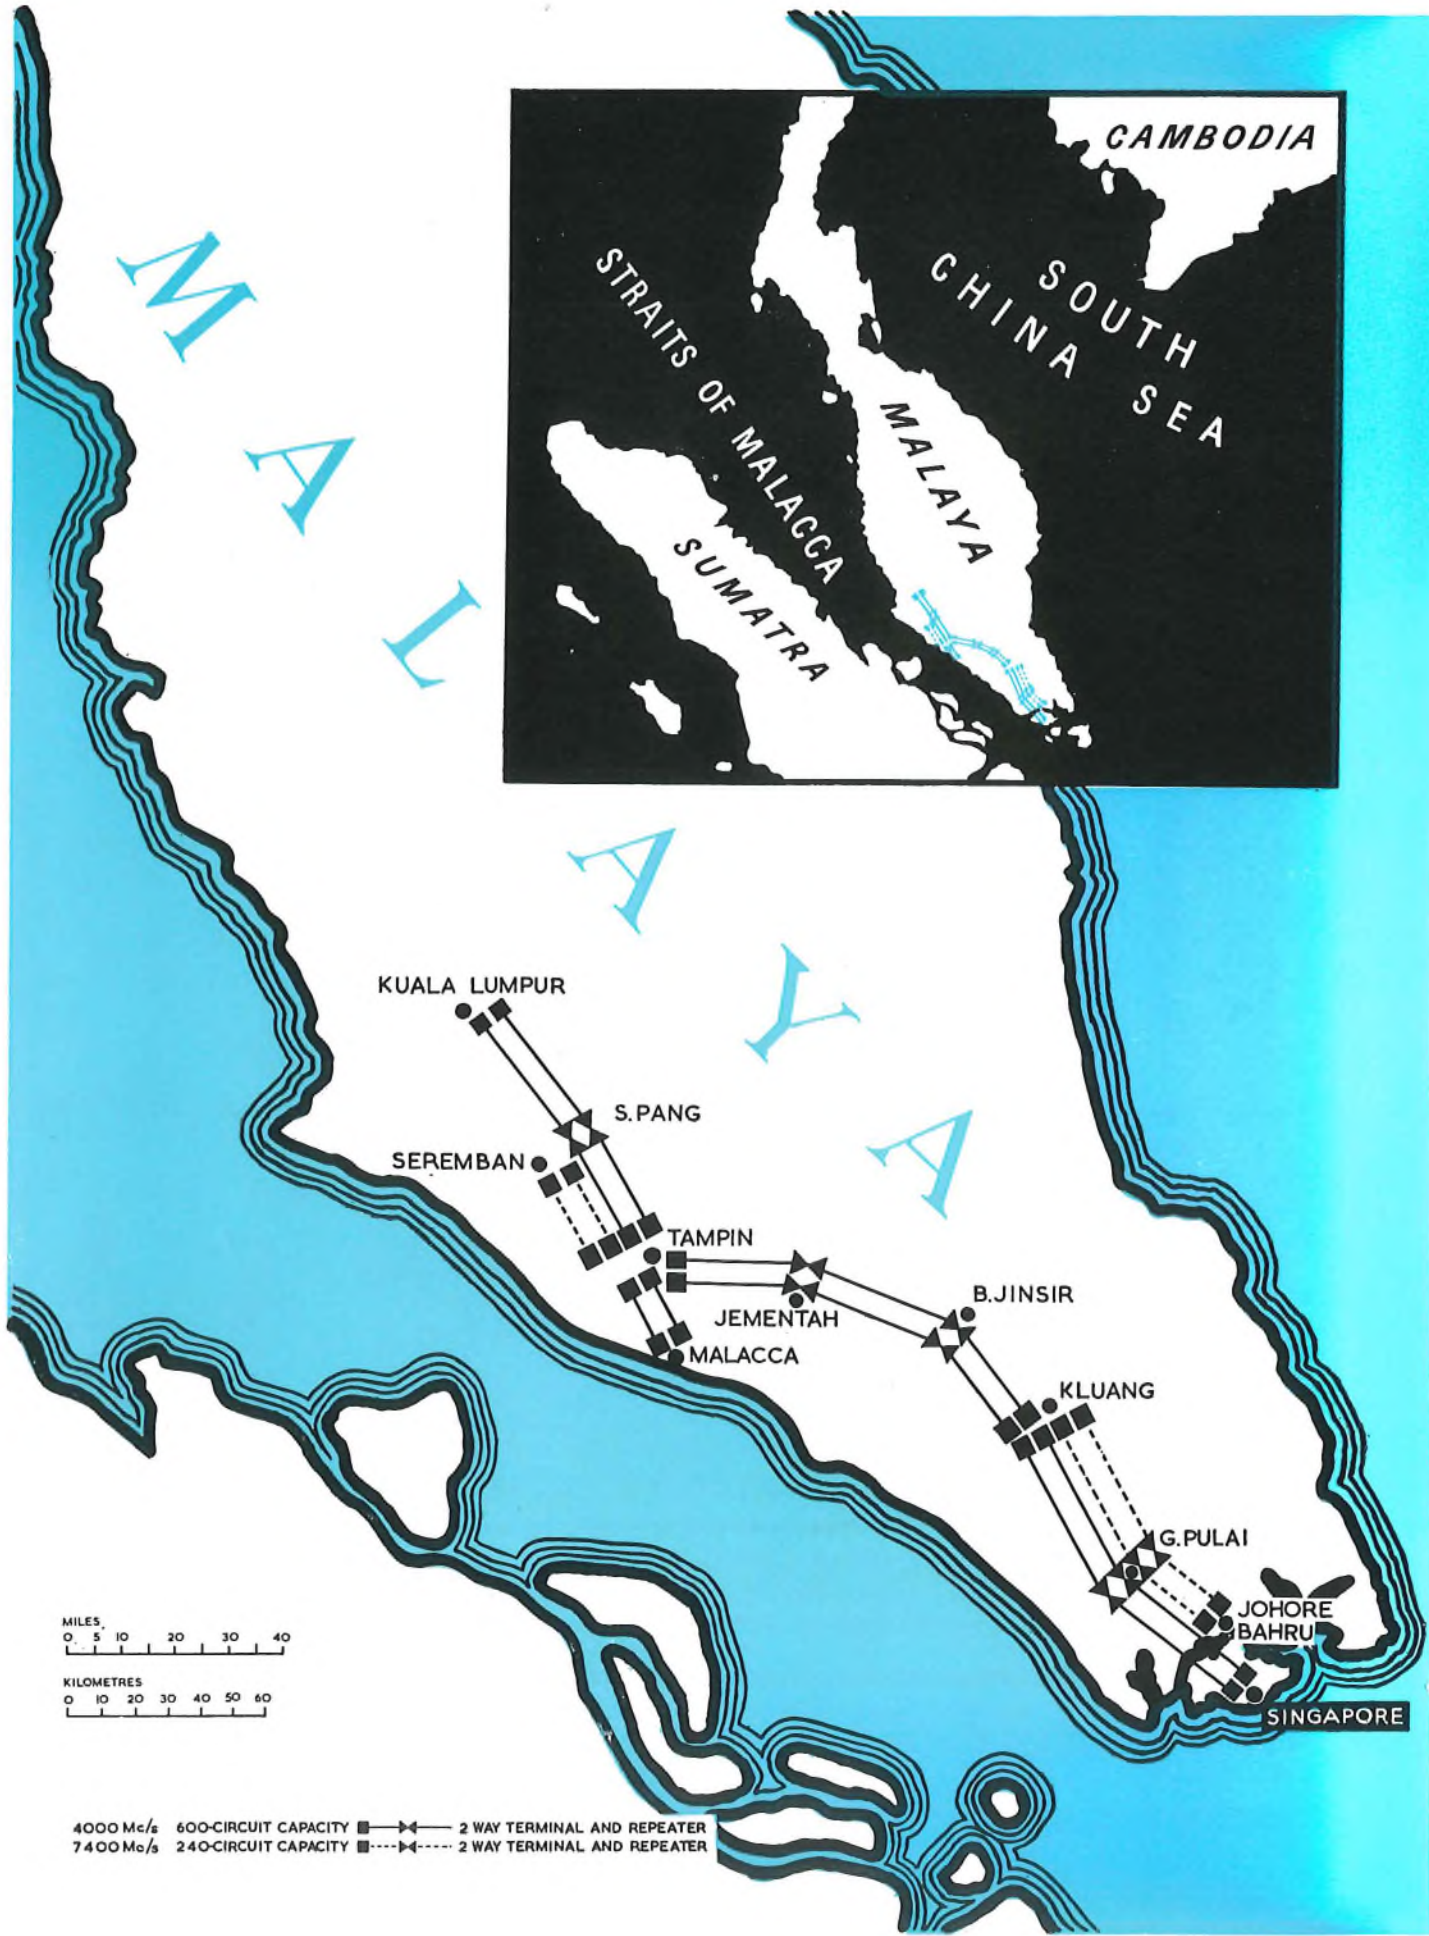 CAMBODIA
SOUTH
CHINA SEA
STRAITS OF MALACCA
MALAYA
SUMATRA
MALAYA
KUALA LUMPUR
S.PANG
SEREMBAN
TAMPIN
JEMENTAH
B.JINSIR
MALACCA
KLUANG
G.PULAI
JOHORE
BAHRU
SINGAPORE
MILES
0 5 10 20 30 40
KILOMETRES
0 10 20 30 40 50 60
4000 Mc/s 600-CIRCUIT CAPACITY 2 WAY TERMINAL AND REPEATER
7400 Mc/s 240-CIRCUIT CAPACITY 2 WAY TERMINAL AND REPEATER